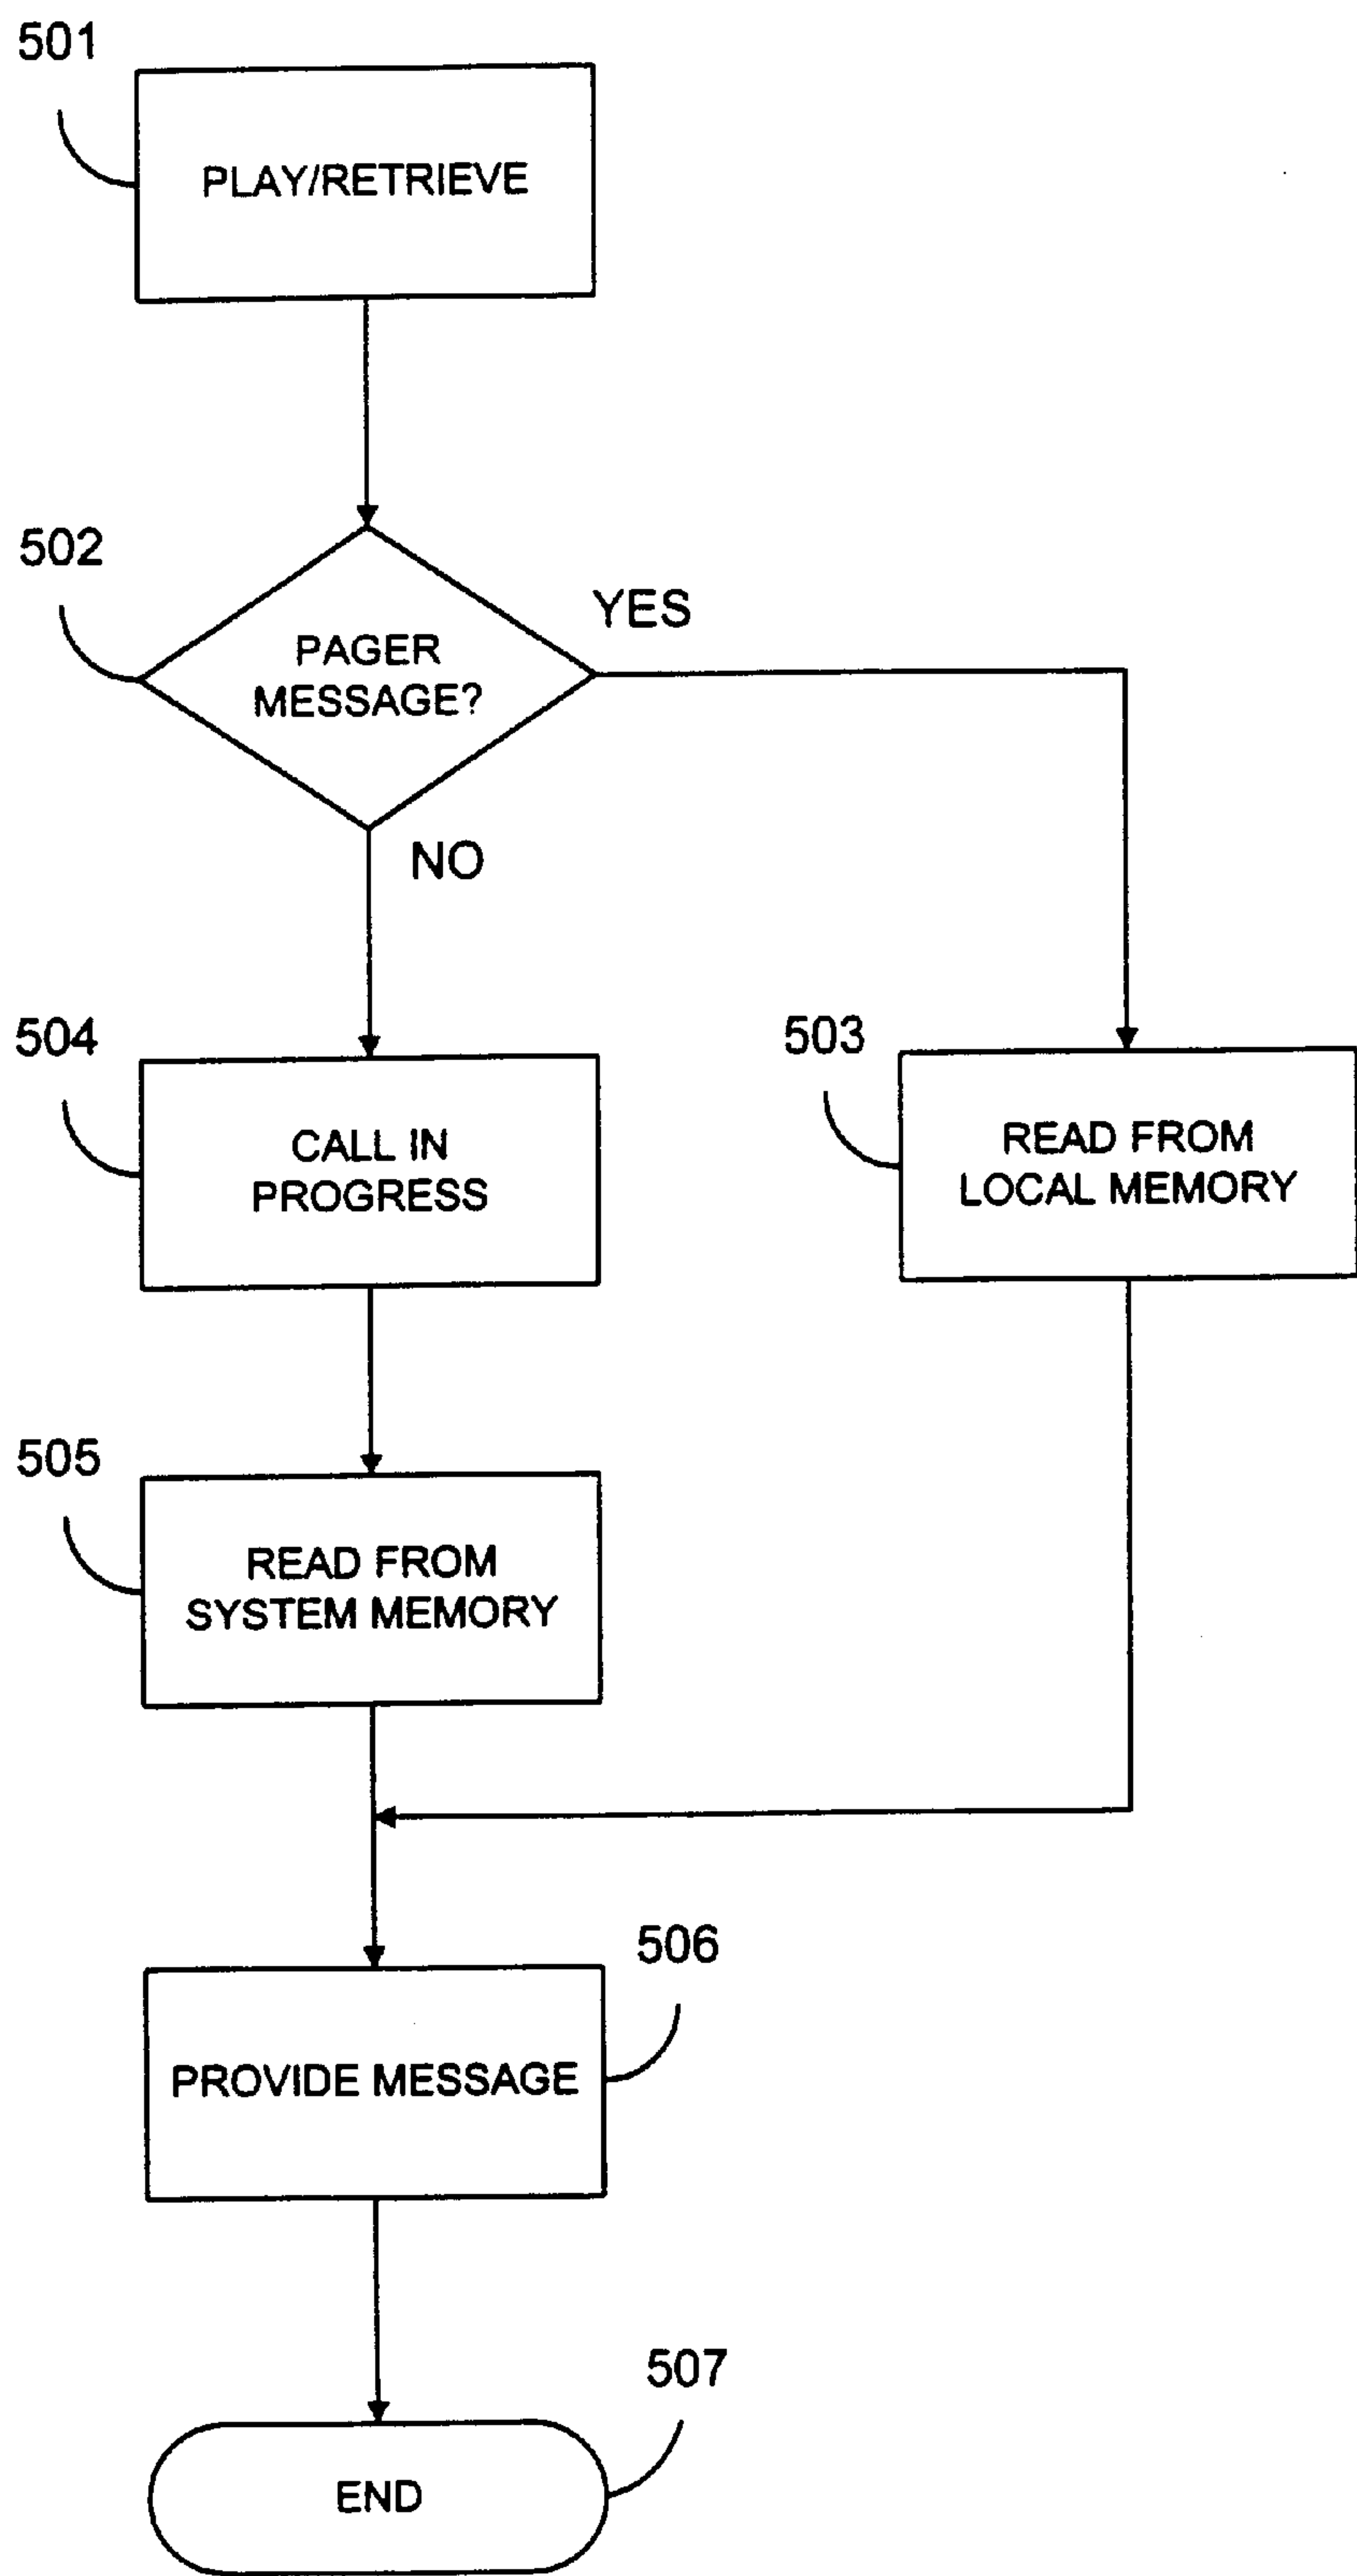 501
PLAY/RETRIEVE
502
YES
PAGER
MESSAGE?
NO
504
CALL IN
PROGRESS
503
READ FROM
LOCAL MEMORY
505
READ FROM
SYSTEM MEMORY
506
PROVIDE MESSAGE
507
END